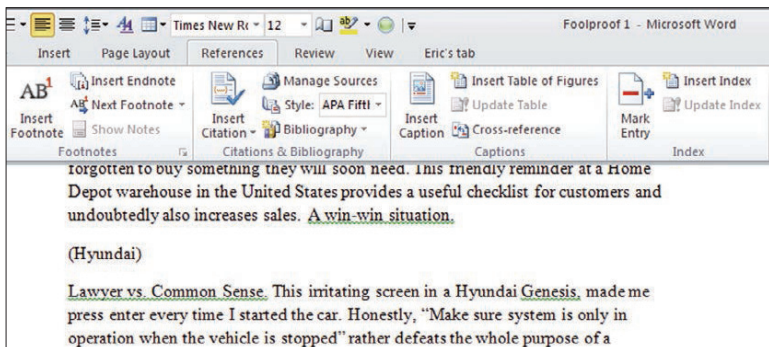 Times New Ro 12 Foolproof 1 - Microsoft Word
Insert Page Layout References Review View Eric's tab
AB1 Insert Footnote
Insert Endnote
AB1 Next Footnote
Show Notes
Footnotes
Insert Citation
Manage Sources
Style: APA Fift
Bibliography
Citations & Bibliography
Insert Caption
Insert Table of Figures
Update Table
Cross-reference
Captions
Mark Entry
Insert Index
Update Index
Index
forgotten to buy something they will soon need. This friendly reminder at a Home
Depot warehouse in the United States provides a useful checklist for customers and
undoubtedly also increases sales. A win-win situation.
(Hyundai)
Lawyer vs. Common Sense. This irritating screen in a Hyundai Genesis, made me
press enter every time I started the car. Honestly, “Make sure system is only in
operation when the vehicle is stopped” rather defeats the whole purpose of a